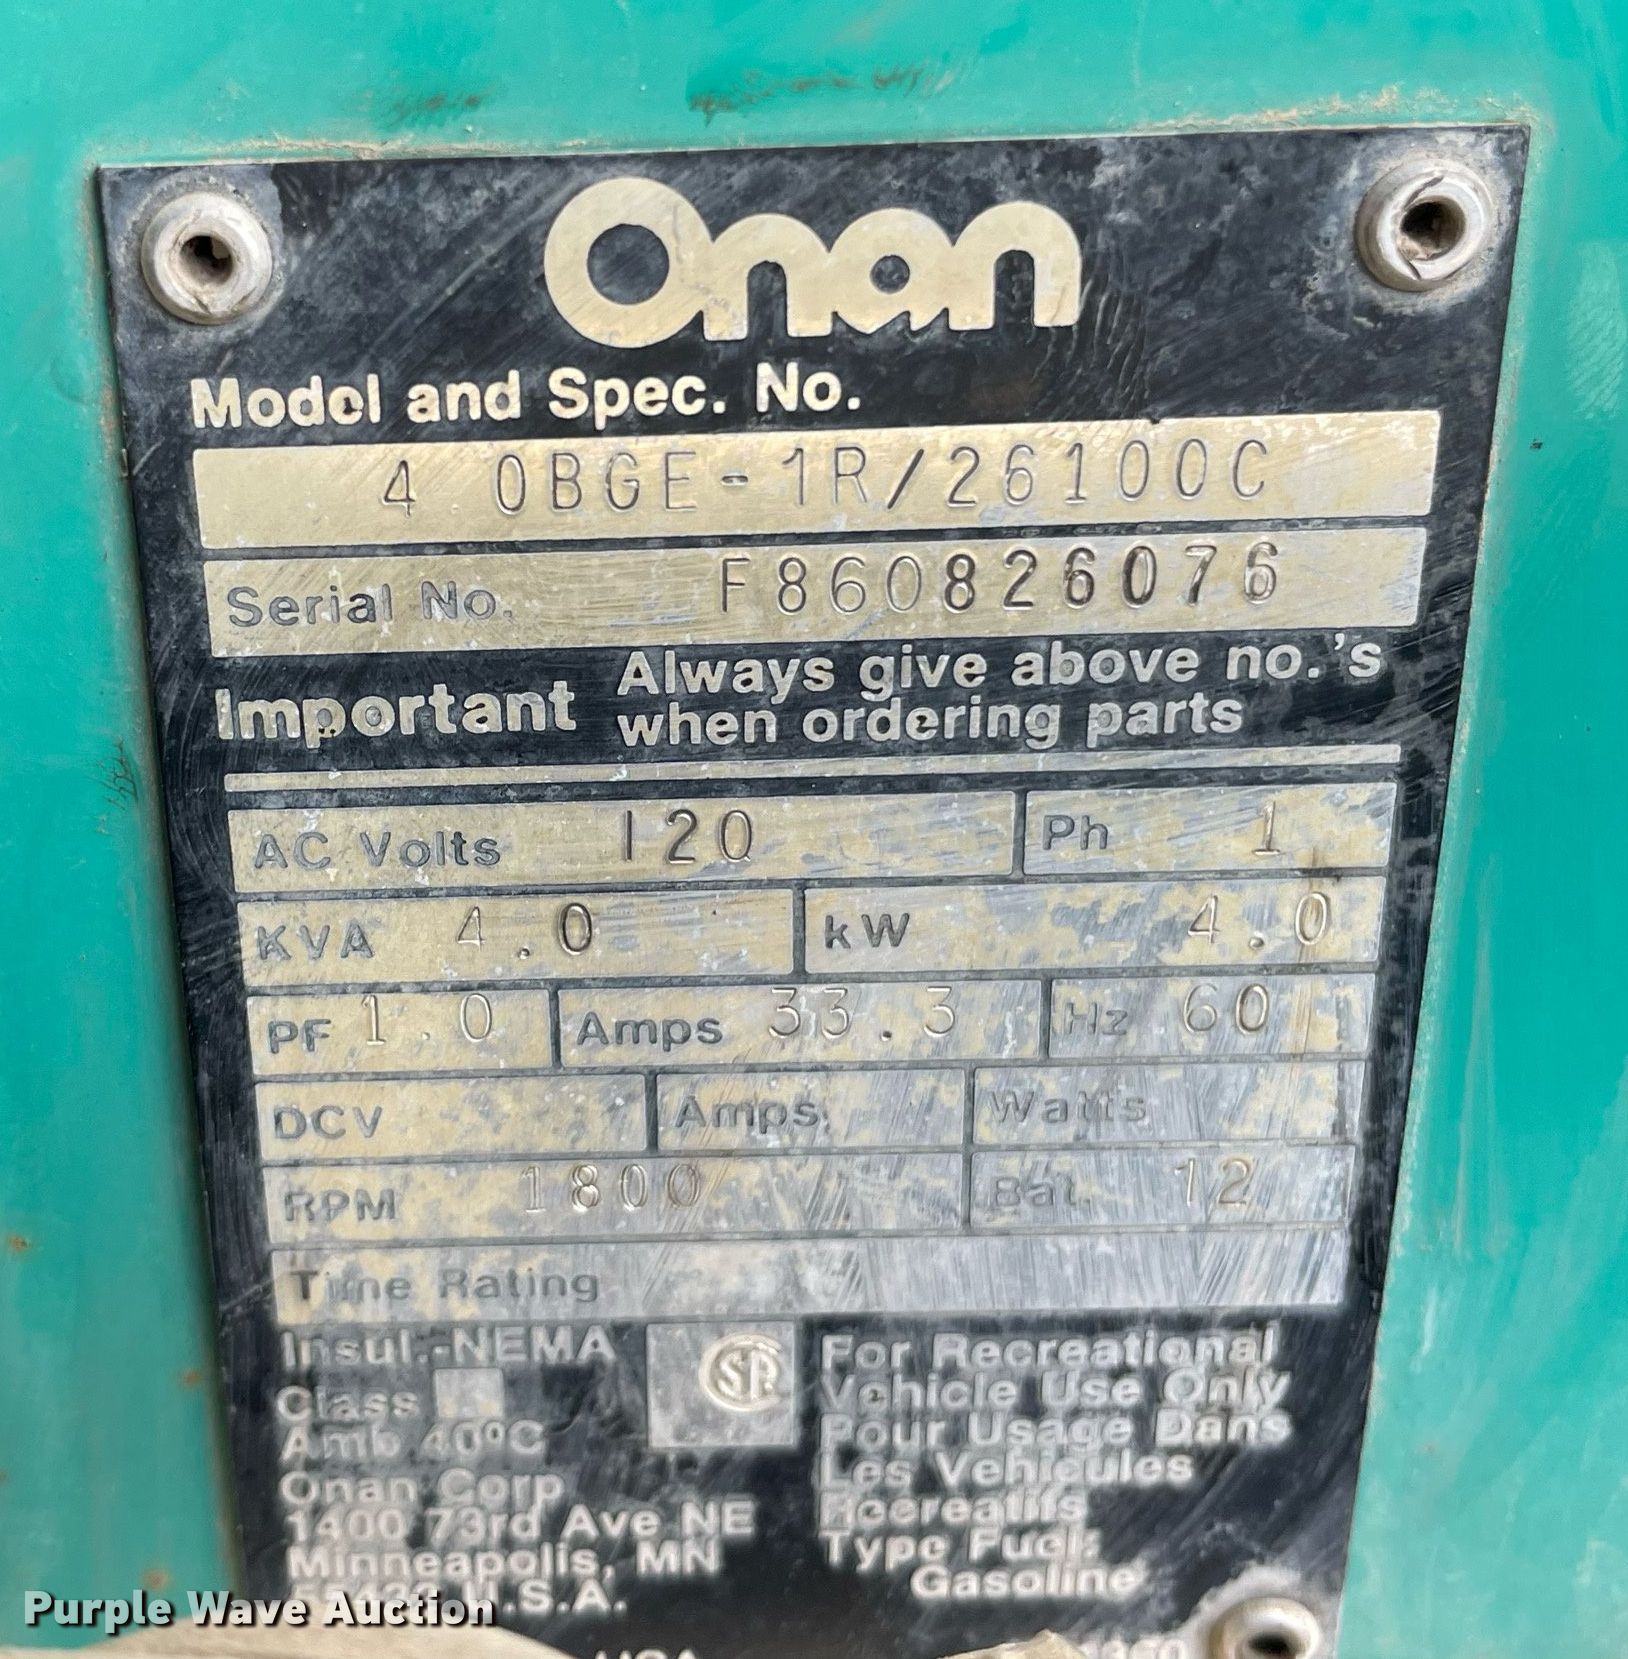 Onan
Model and Spec. No.
4 0BGE-1R/26100C
Serial No. F860826076
Important Always give above no.'s
when ordering parts
AC Volts 120 Ph 1
KVA 4.0 kW 4.0
PF 1.0 Amps 33.3 Hz 60
DCV Amps Watts
RPM 1800 Bat. 12
Time Rating
Insul.-NEMA
Class
Amb 40°C
Onan Corp
1400 73rd Ave NE
Minneapolis, MN
U.S.A.
SA
For Recreational
Vehicle Use Only
Pour Usage Dans
Les Vehicules
Recreatifs
Type Fuel:
Gasoline
Purple Wave Auction
USA